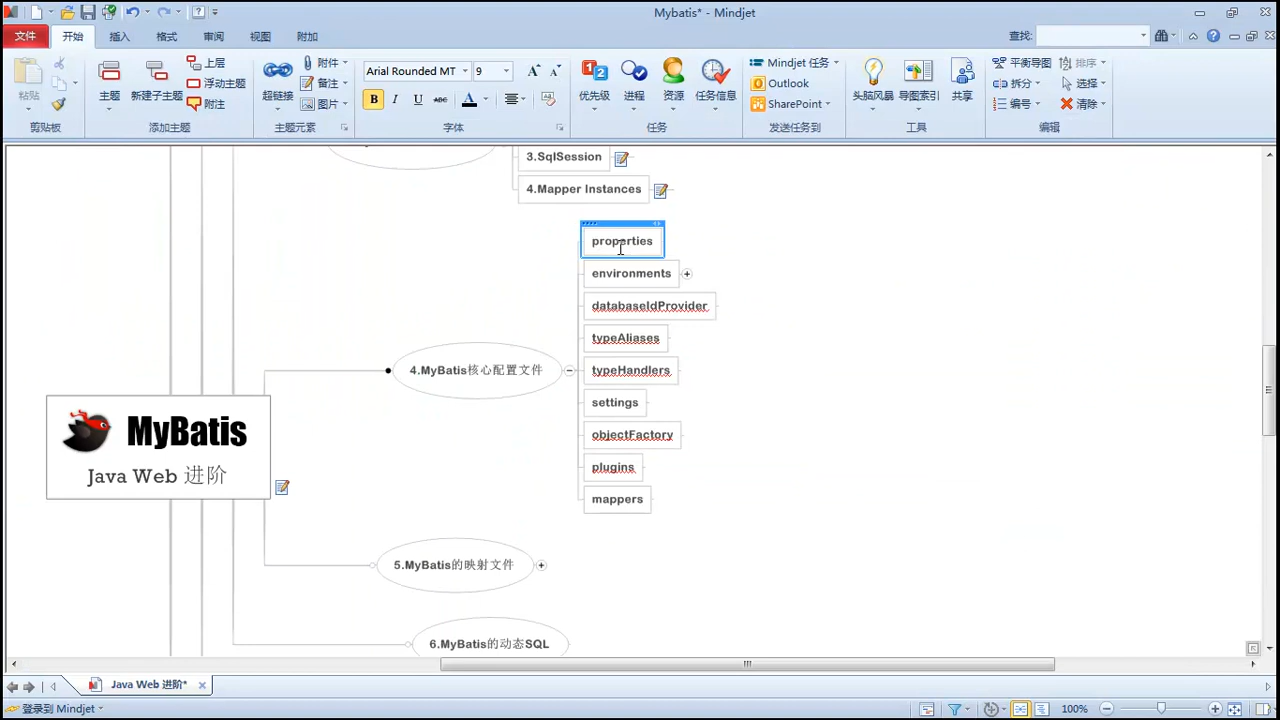 Mybatis* - Mindjet
文件 开始 插入 格式 审阅 视图 附加 查找:
粘贴
剪贴板
主题
新建子主题
上层
浮动主题
附注
添加主题
超链接
附件
备注
图片
主题元素
Arial Rounded MT 9
B I U ABC A
字体
优先级
进程
资源
任务信息
任务
Mindjet 任务
Outlook
SharePoint
发送任务到
头脑风暴
导图索引
共享
工具
平衡导图
排序
拆分
选择
编号
清除
编辑
3.SqlSession
4.Mapper Instances
properties
environments
databaseIdProvider
typeAliases
4.MyBatis核心配置文件
typeHandlers
settings
objectFactory
plugins
mappers
MyBatis
Java Web 进阶
5.MyBatis的映射文件
6.MyBatis的动态SQL
Java Web 进阶*
登录到 Mindjet
100%